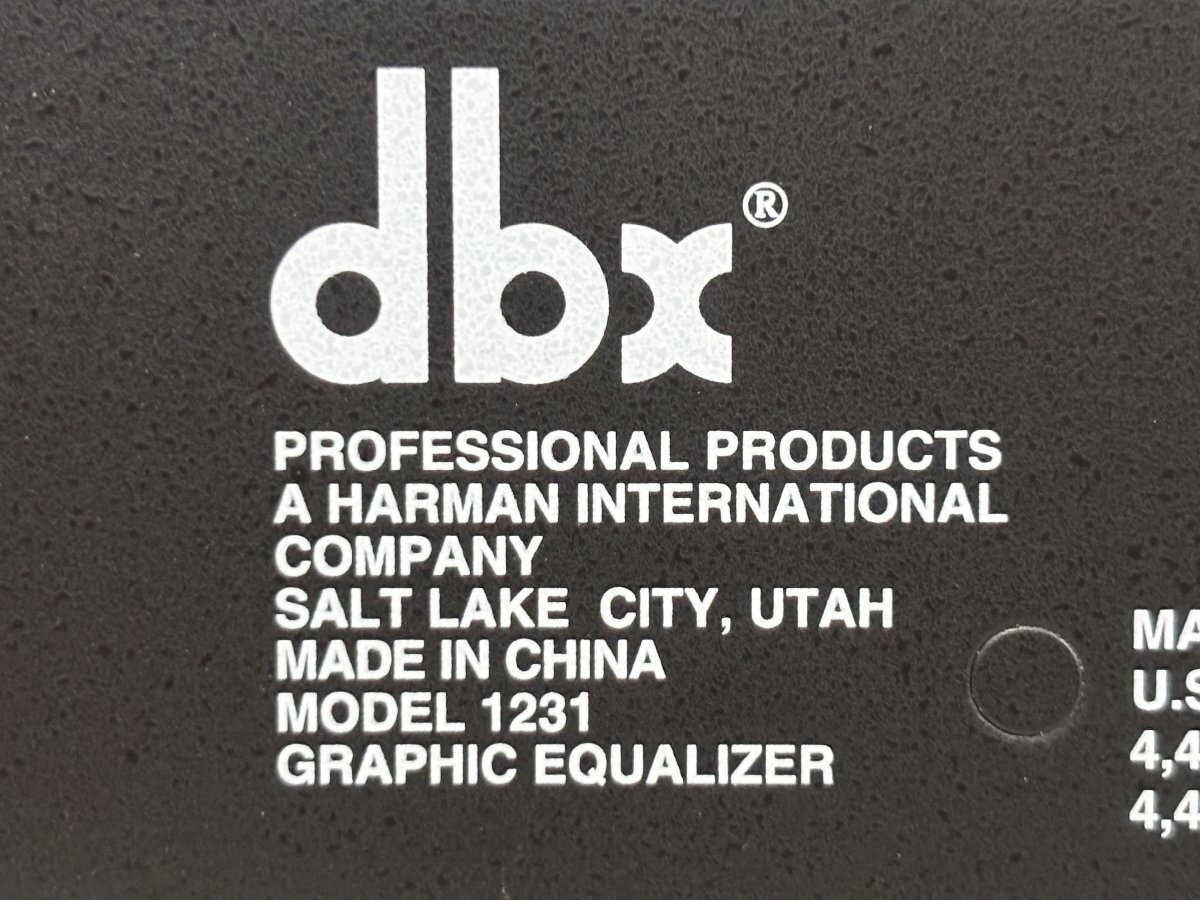 dbx®
PROFESSIONAL PRODUCTS
A HARMAN INTERNATIONAL
COMPANY
SALT LAKE CITY, UTAH
MADE IN CHINA
MODEL 1231
GRAPHIC EQUALIZER